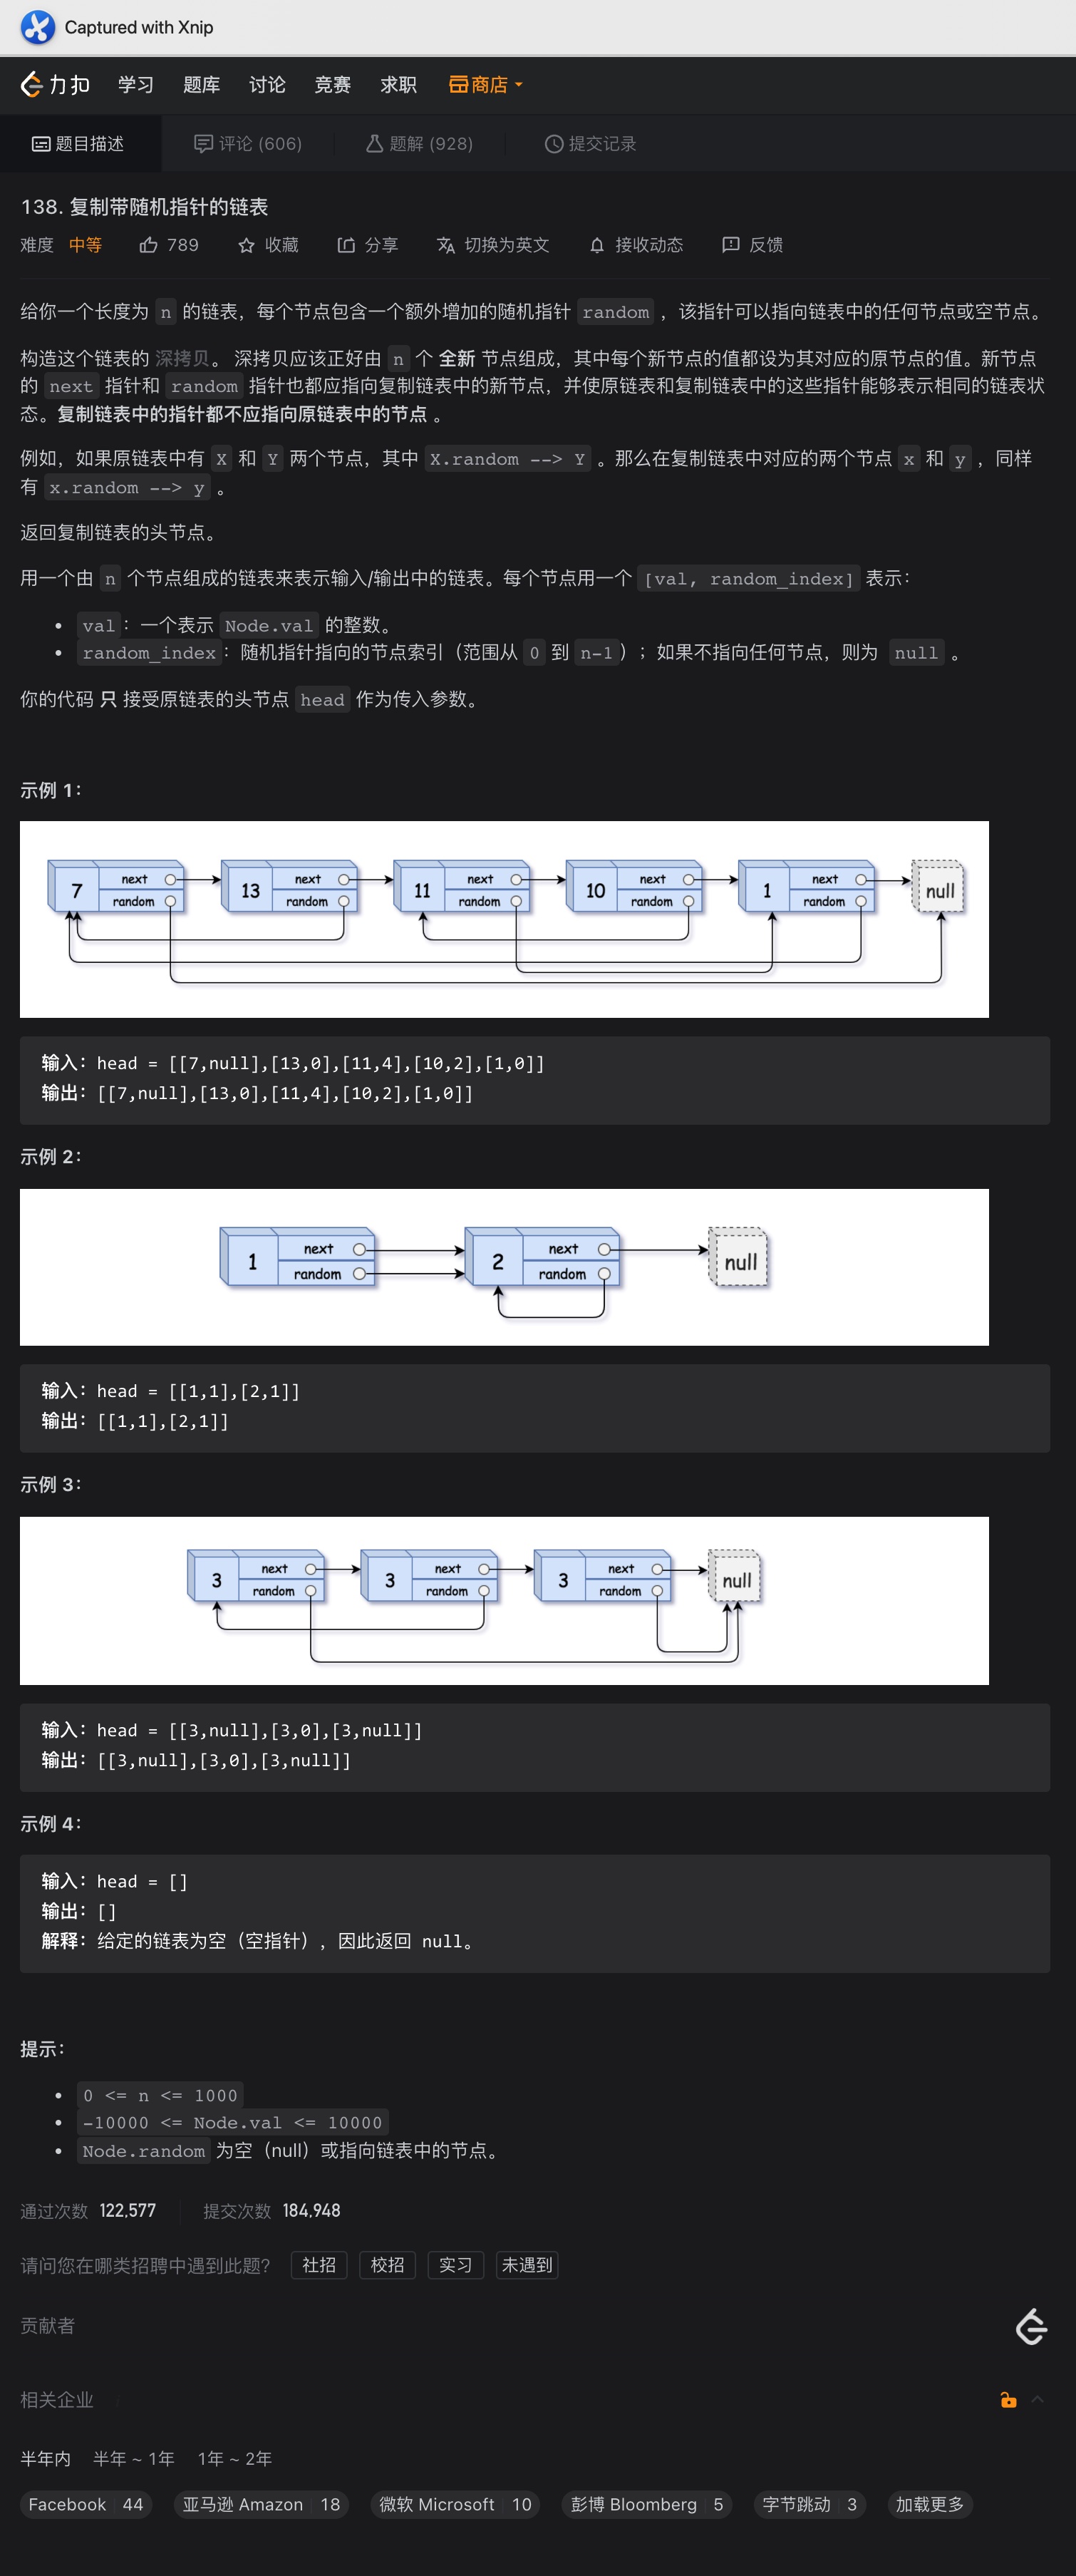 Captured with Xnip
力扣 学习 题库 讨论 竞赛 求职 商店
题目描述 评论 (606) 题解 (928) 提交记录
138. 复制带随机指针的链表
难度 中等 789 收藏 分享 切换为英文 接收动态 反馈
给你一个长度为 n 的链表，每个节点包含一个额外增加的随机指针 random ，该指针可以指向链表中的任何节点或空节点。
构造这个链表的 深拷贝。 深拷贝应该正好由 n 个 全新 节点组成，其中每个新节点的值都设为其对应的原节点的值。新节点
的 next 指针和 random 指针也都应指向复制链表中的新节点，并使原链表和复制链表中的这些指针能够表示相同的链表状
态。复制链表中的指针都不应指向原链表中的节点 。
例如，如果原链表中有 X 和 Y 两个节点，其中 X.random --> Y 。那么在复制链表中对应的两个节点 x 和 y ，同样
有 x.random --> y 。
返回复制链表的头节点。
用一个由 n 个节点组成的链表来表示输入/输出中的链表。每个节点用一个 [val, random_index] 表示：
• val：一个表示 Node.val 的整数。
• random_index：随机指针指向的节点索引（范围从 0 到 n-1）；如果不指向任何节点，则为 null 。
你的代码 只 接受原链表的头节点 head 作为传入参数。
示例 1：
7 next random 13 next random 11 next random 10 next random 1 next random null
输入：head = [[7,null],[13,0],[11,4],[10,2],[1,0]]
输出：[[7,null],[13,0],[11,4],[10,2],[1,0]]
示例 2：
1 next random 2 next random null
输入：head = [[1,1],[2,1]]
输出：[[1,1],[2,1]]
示例 3：
3 next random 3 next random 3 next random null
输入：head = [[3,null],[3,0],[3,null]]
输出：[[3,null],[3,0],[3,null]]
示例 4：
输入：head = []
输出：[]
解释：给定的链表为空（空指针），因此返回 null。
提示：
• 0 <= n <= 1000
• -10000 <= Node.val <= 10000
• Node.random 为空（null）或指向链表中的节点。
通过次数 122,577 提交次数 184,948
请问您在哪类招聘中遇到此题？ 社招 校招 实习 未遇到
贡献者
相关企业
半年内 半年 ~ 1年 1年 ~ 2年
Facebook 44 亚马逊 Amazon 18 微软 Microsoft 10 彭博 Bloomberg 5 字节跳动 3 加载更多